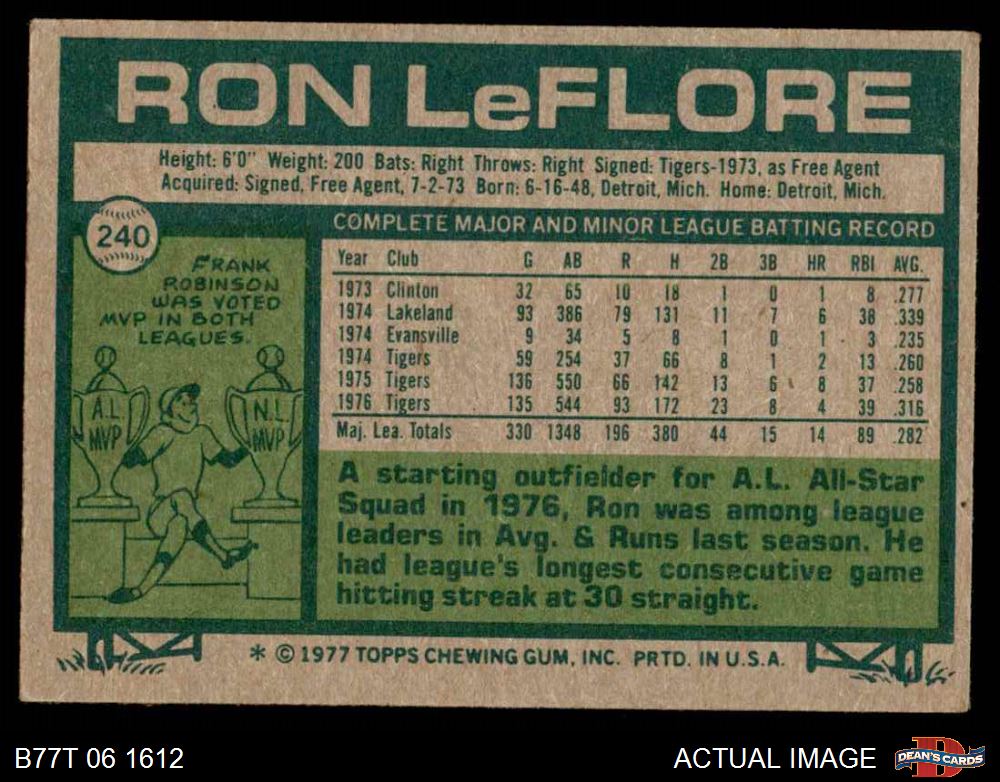 RON LeFLORE
Height: 6'0" Weight: 200 Bats: Right Throws: Right Signed: Tigers-1973, as Free Agent
Acquired: Signed, Free Agent, 7-2-73 Born: 6-16-48, Detroit, Mich. Home: Detroit, Mich.
240
FRANK
ROBINSON
WAS VOTED
MVP IN BOTH
LEAGUES.
A.L. MVP
N.L. MVP
COMPLETE MAJOR AND MINOR LEAGUE BATTING RECORD
Year Club G AB R H 2B 3B HR RBI AVG.
1973 Clinton 32 65 10 18 1 0 1 8 .277
1974 Lakeland 93 386 79 131 11 7 6 38 .339
1974 Evansville 9 34 5 8 1 0 1 3 .235
1974 Tigers 59 254 37 66 8 1 2 13 .260
1975 Tigers 136 550 66 142 13 6 8 37 .258
1976 Tigers 135 544 93 172 23 8 4 39 .316
Maj. Lea. Totals 330 1348 196 380 44 15 14 89 .282
A starting outfielder for A.L. All-Star
Squad in 1976, Ron was among league
leaders in Avg. & Runs last season. He
had league's longest consecutive game
hitting streak at 30 straight.
* © 1977 TOPPS CHEWING GUM, INC. PRTD. IN U.S.A.
B77T 06 1612
ACTUAL IMAGE
D
DEAN'S CARDS